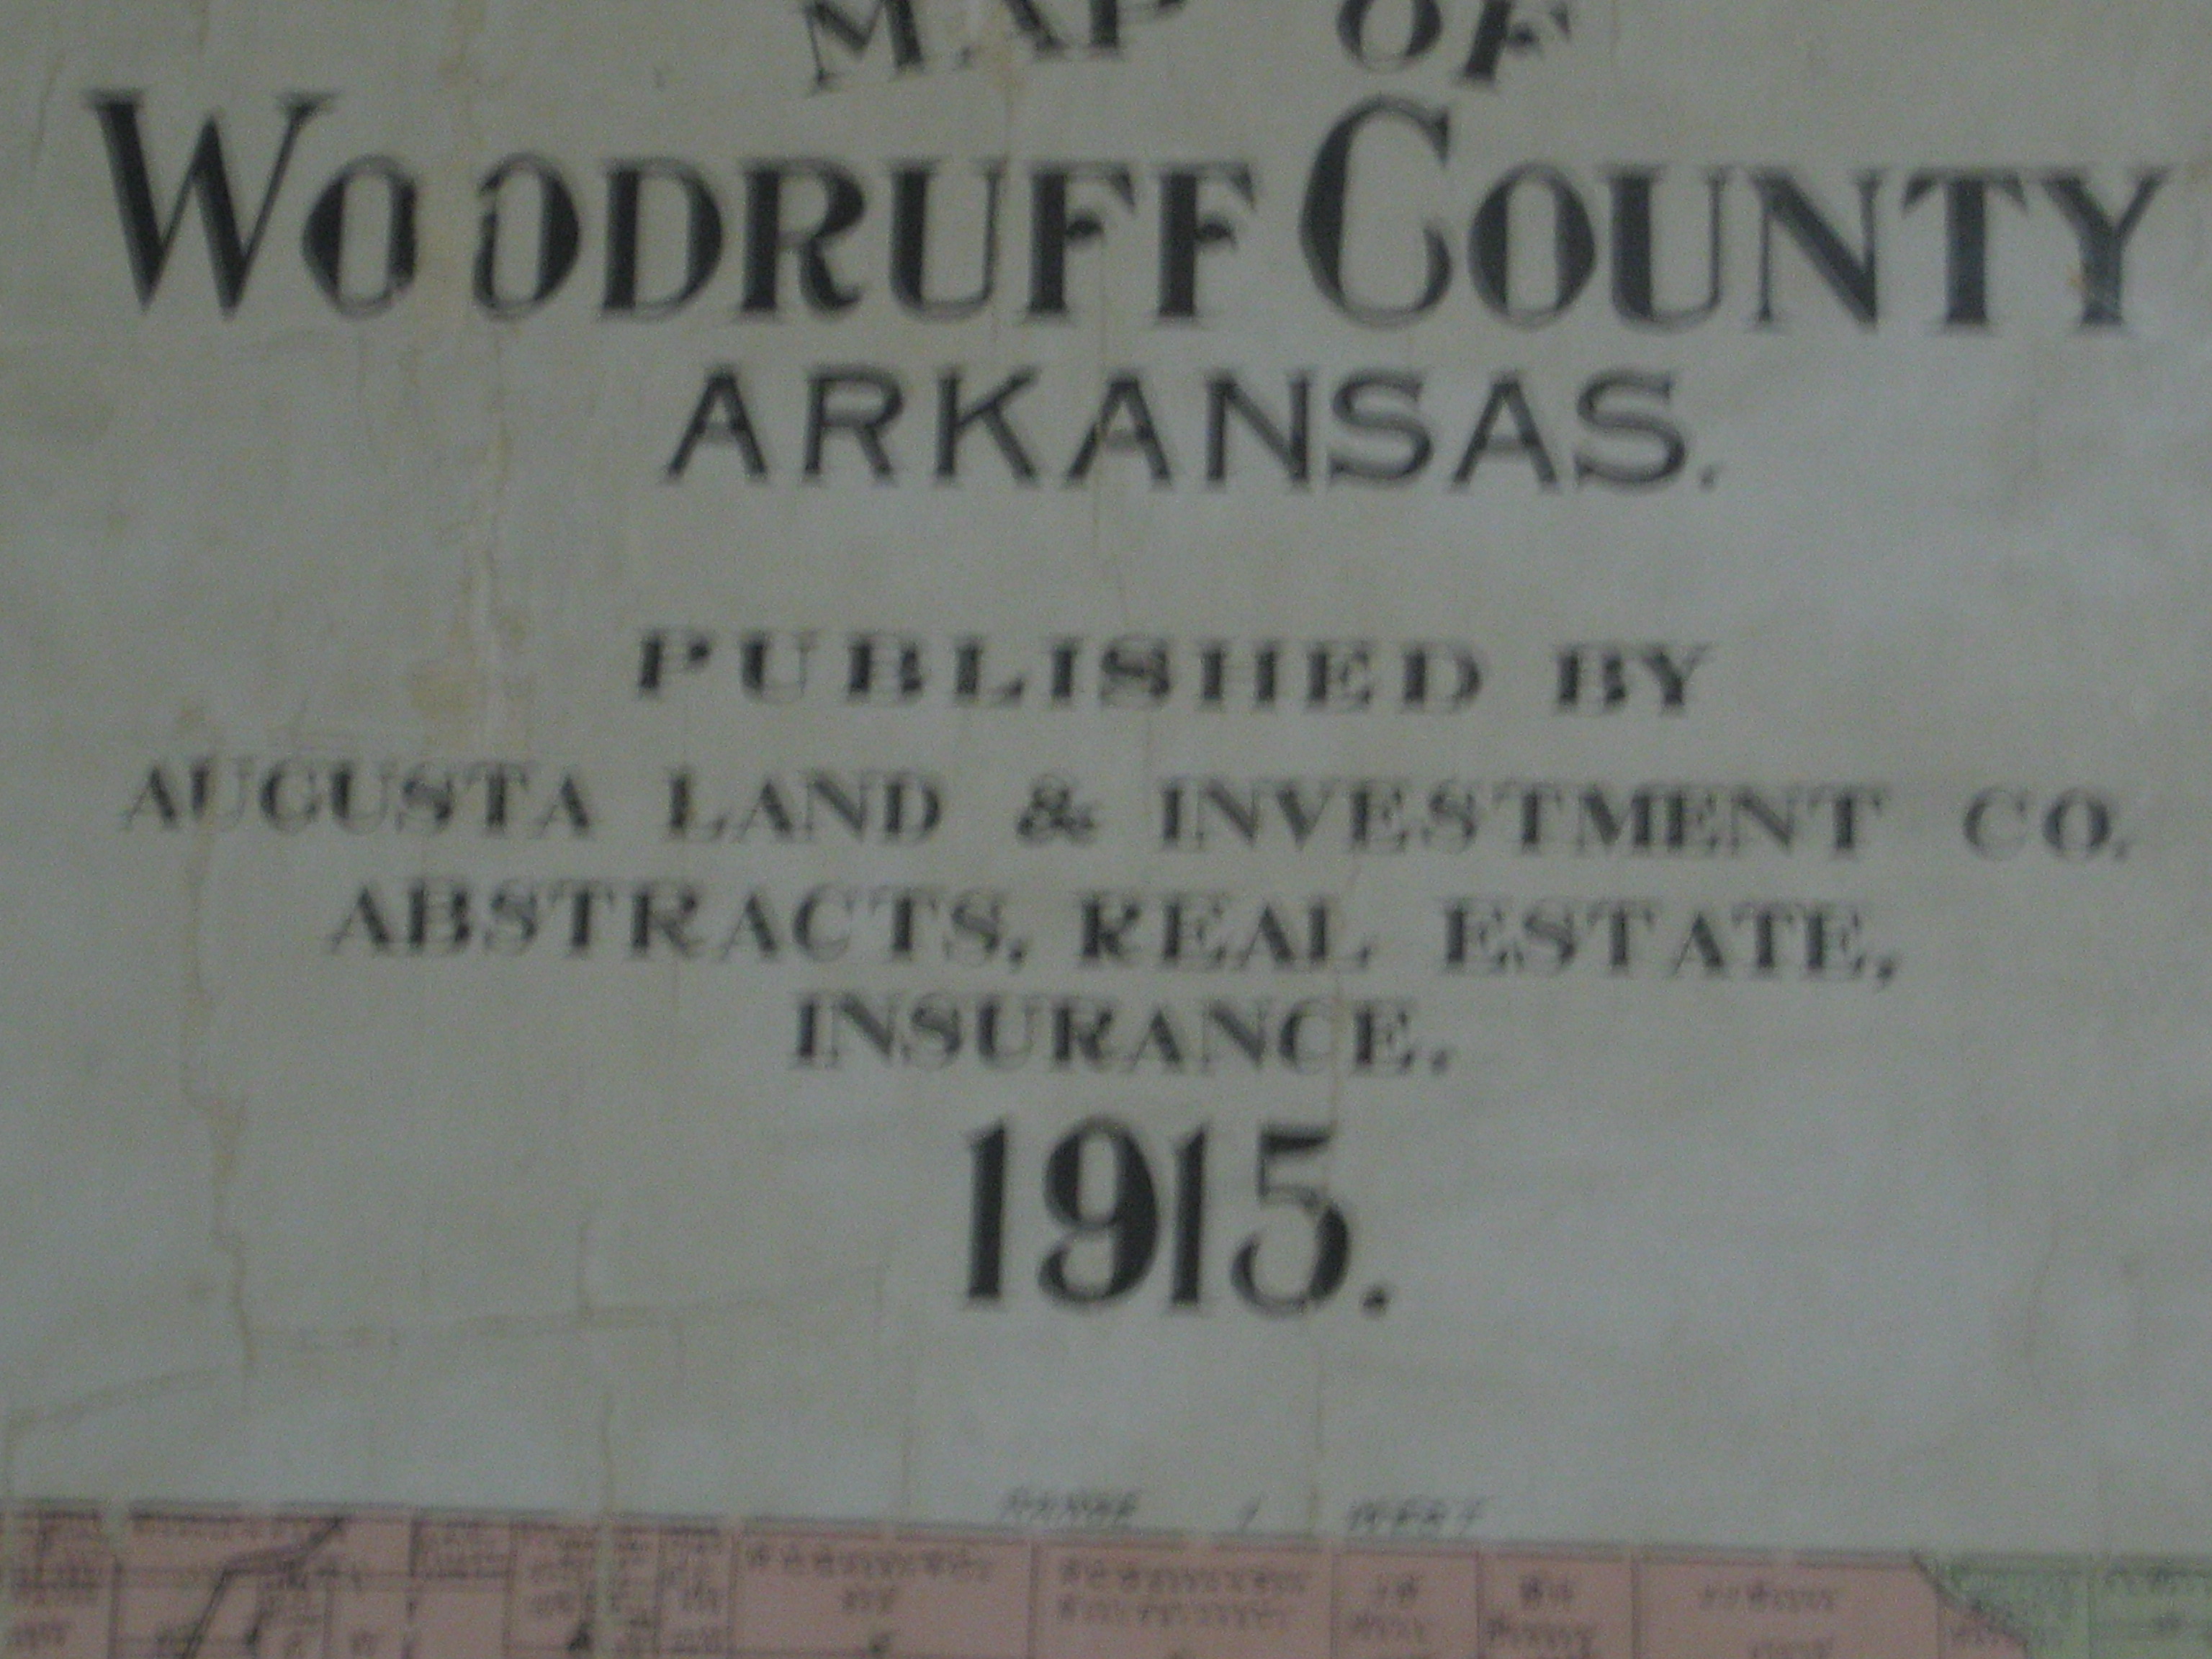 MAP OF
WOODRUFF COUNTY
ARKANSAS.
PUBLISHED BY
AUGUSTA LAND & INVESTMENT CO.
ABSTRACTS, REAL ESTATE,
INSURANCE.
1915.
RANGE 1 WEST